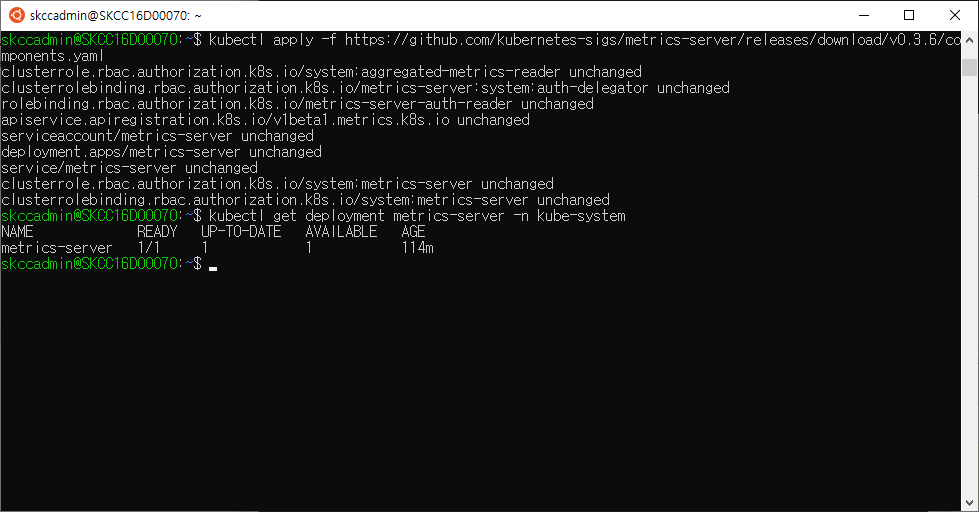 skccadmin@SKCC16D00070: ~
skccadmin@SKCC16D00070:~$ kubectl apply -f https://github.com/kubernetes-sigs/metrics-server/releases/download/v0.3.6/co
mponents.yaml
clusterrole.rbac.authorization.k8s.io/system:aggregated-metrics-reader unchanged
clusterrolebinding.rbac.authorization.k8s.io/metrics-server:system:auth-delegator unchanged
rolebinding.rbac.authorization.k8s.io/metrics-server-auth-reader unchanged
apiservice.apiregistration.k8s.io/v1beta1.metrics.k8s.io unchanged
serviceaccount/metrics-server unchanged
deployment.apps/metrics-server unchanged
service/metrics-server unchanged
clusterrole.rbac.authorization.k8s.io/system:metrics-server unchanged
clusterrolebinding.rbac.authorization.k8s.io/system:metrics-server unchanged
skccadmin@SKCC16D00070:~$ kubectl get deployment metrics-server -n kube-system
NAME             READY   UP-TO-DATE   AVAILABLE   AGE
metrics-server   1/1     1            1           114m
skccadmin@SKCC16D00070:~$